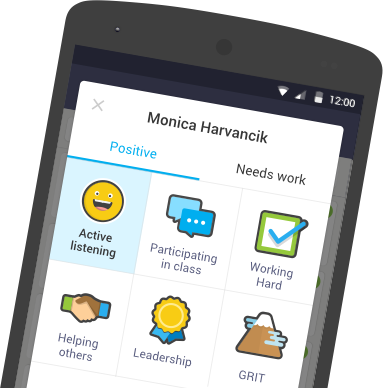 12:00
Monica Harvancik
Positive
Needs work
Active
listening
Participating
in class
Working
Hard
Helping
others
Leadership
GRIT